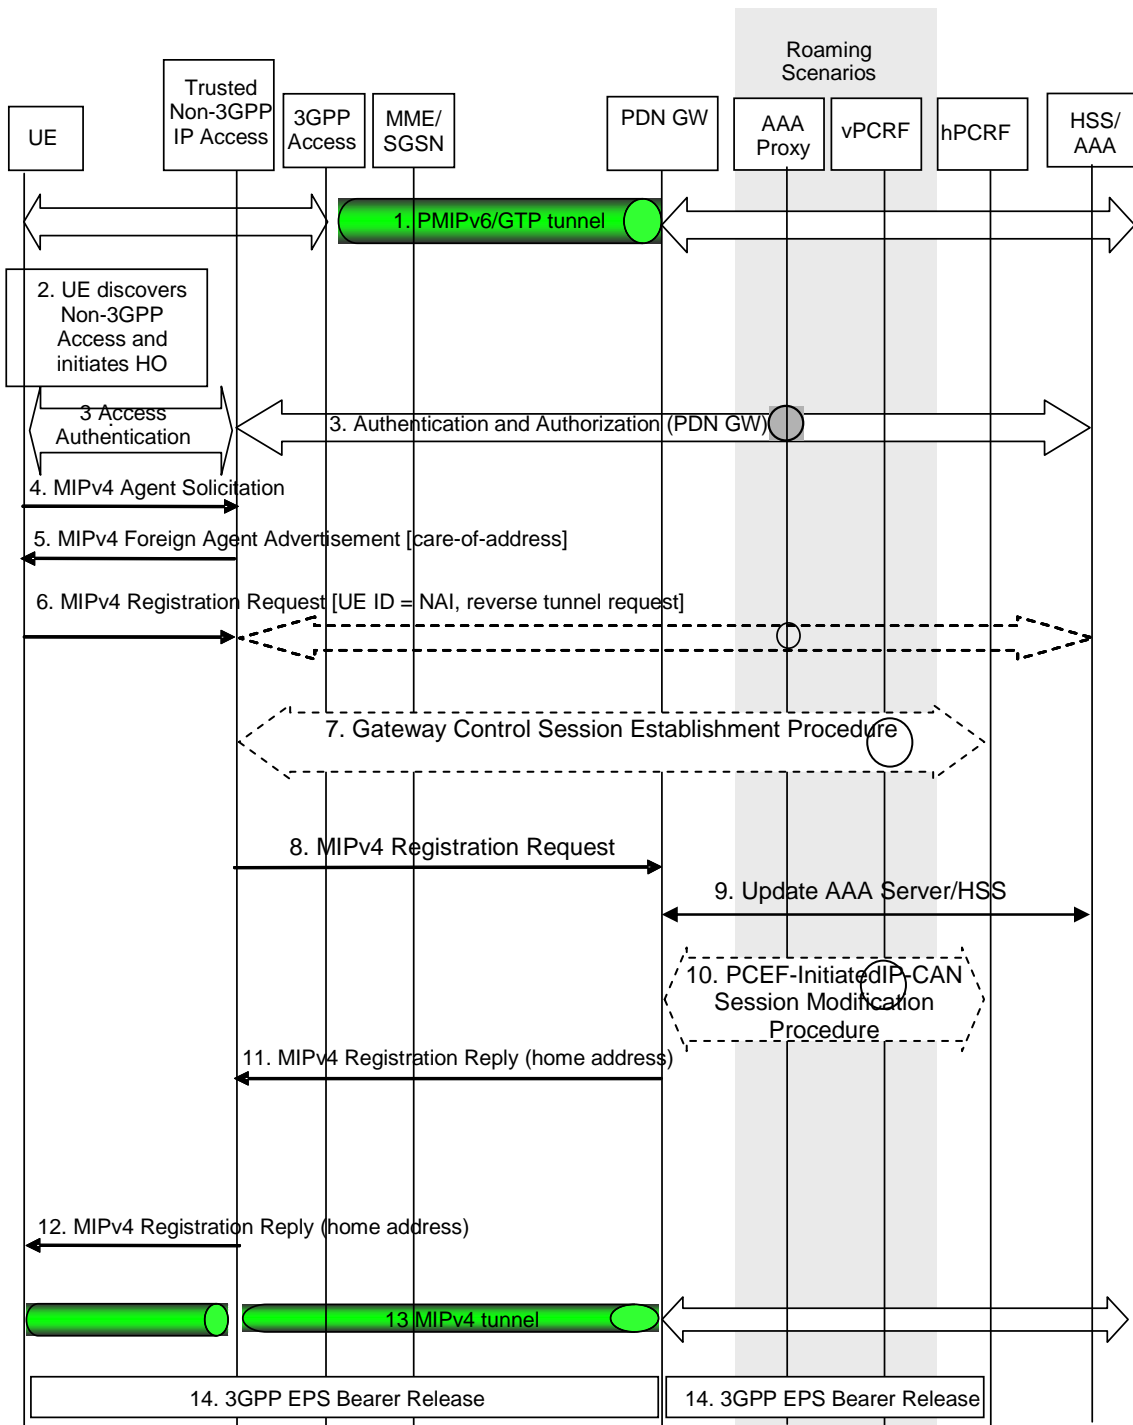 Roaming
Scenarios
UE
Trusted
Non-3GPP
IP Access
3GPP
Access
MME/
SGSN
PDN GW
AAA
Proxy
vPCRF
hPCRF
HSS/
AAA
1. PMIPv6/GTP tunnel
2. UE discovers
Non-3GPP
Access and
initiates HO
3 Access
Authentication
3. Authentication and Authorization (PDN GW)
4. MIPv4 Agent Solicitation
5. MIPv4 Foreign Agent Advertisement [care-of-address]
6. MIPv4 Registration Request [UE ID = NAI, reverse tunnel request]
7. Gateway Control Session Establishment Procedure
8. MIPv4 Registration Request
9. Update AAA Server/HSS
10. PCEF-InitiatedIP-CAN
Session Modification
Procedure
11. MIPv4 Registration Reply (home address)
12. MIPv4 Registration Reply (home address)
13 MIPv4 tunnel
14. 3GPP EPS Bearer Release
14. 3GPP EPS Bearer Release